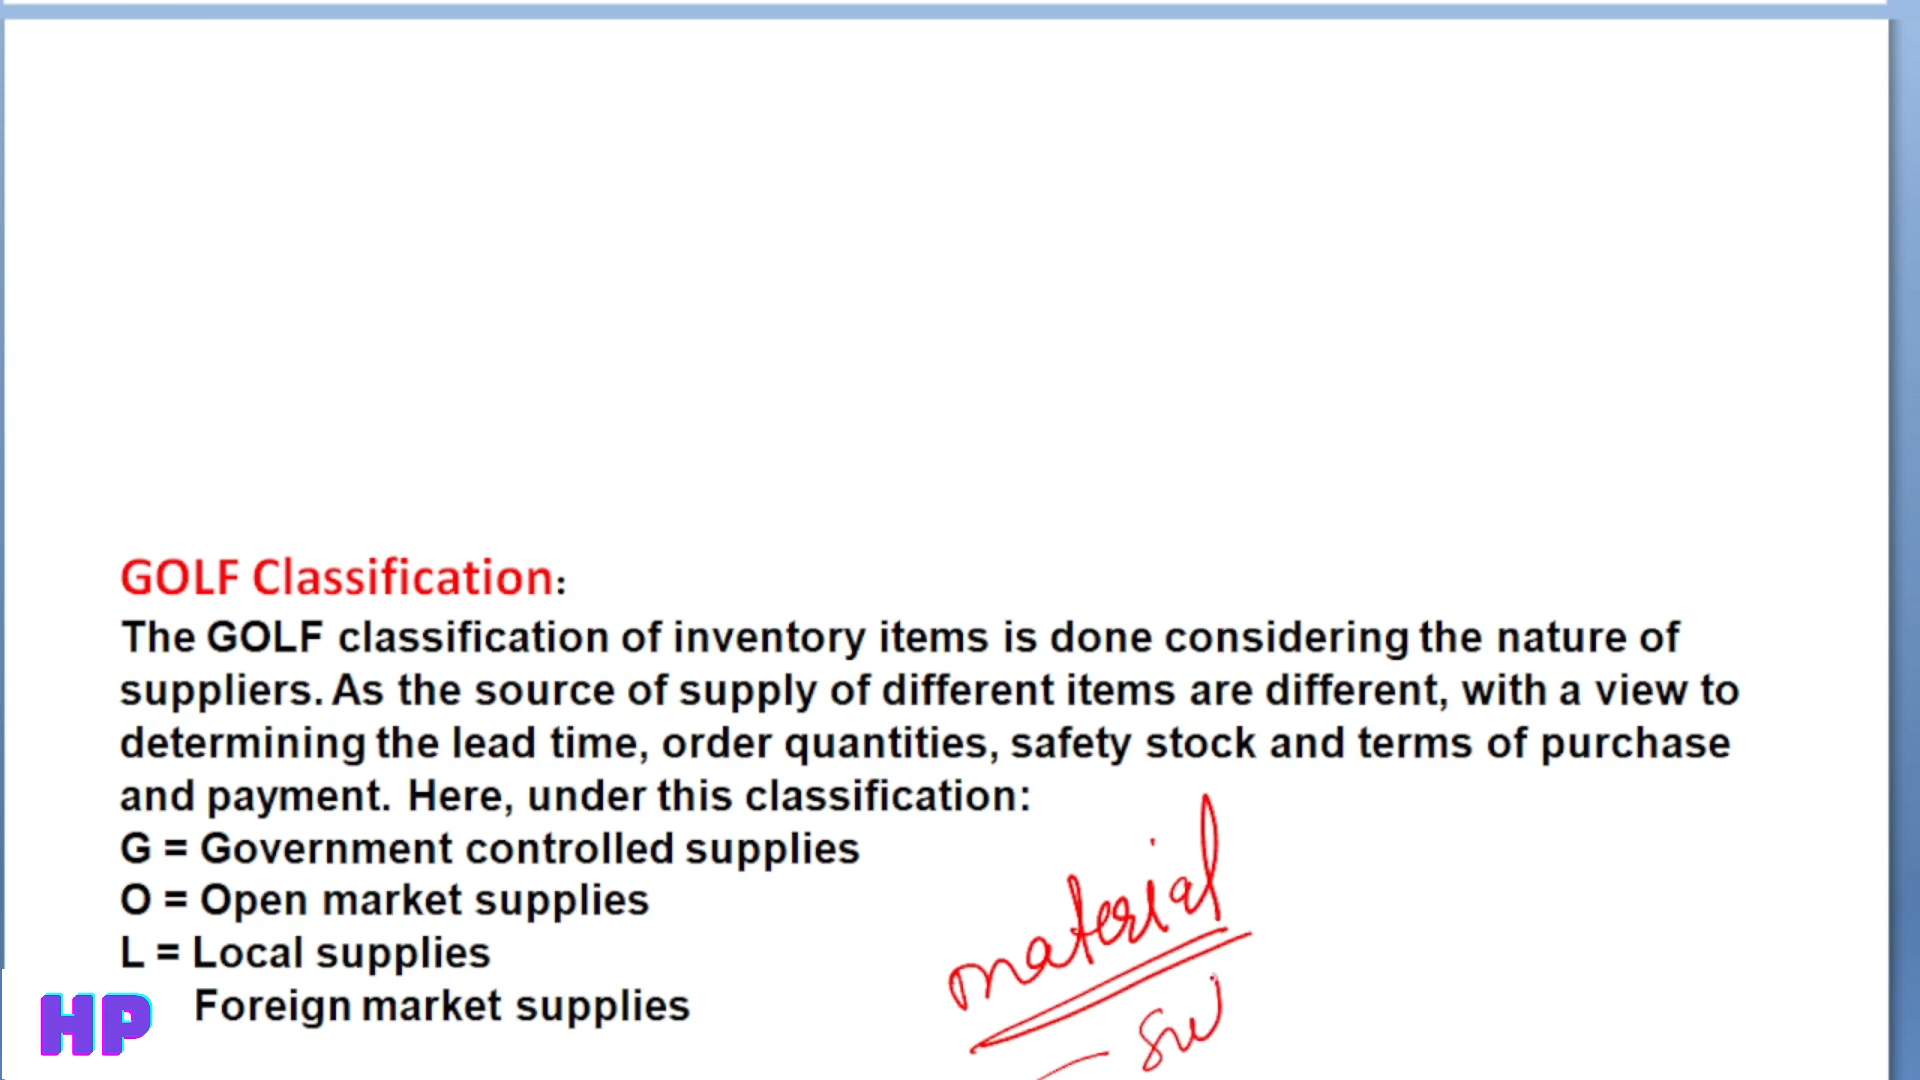 GOLF Classification:
The GOLF classification of inventory items is done considering the nature of
suppliers. As the source of supply of different items are different, with a view to
determining the lead time, order quantities, safety stock and terms of purchase
and payment. Here, under this classification:
G = Government controlled supplies
O = Open market supplies
L = Local supplies
Foreign market supplies
material
HP